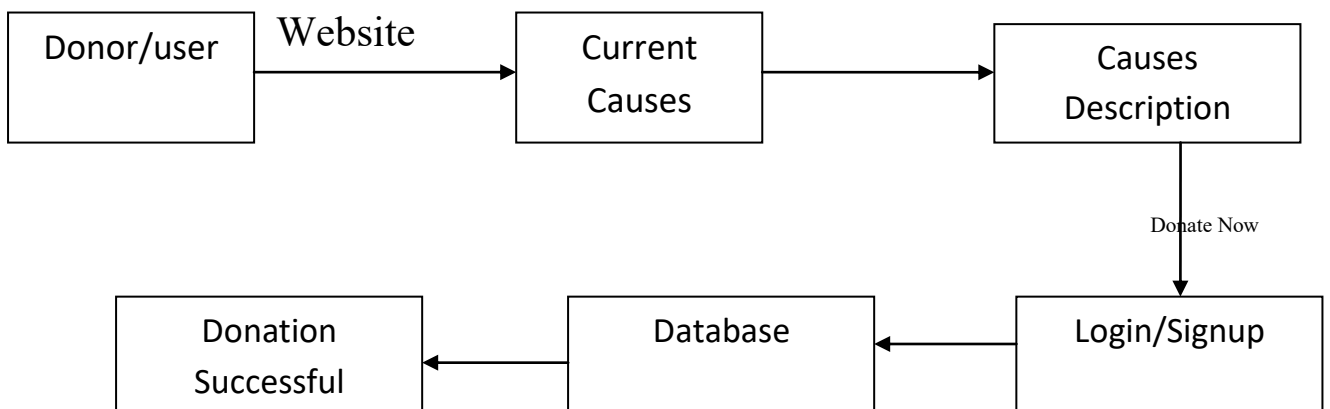 Donor/user
Website
Current
Causes
Causes
Description
Donate Now
Login/Signup
Database
Donation
Successful